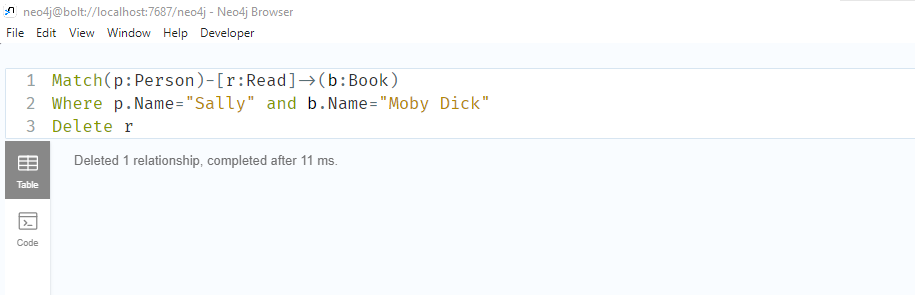 neo4j@bolt://localhost:7687/neo4j - Neo4j Browser
File Edit View Window Help Developer
1 Match(p:Person)-[r:Read]->(b:Book)
2 Where p.Name="Sally" and b.Name="Moby Dick"
3 Delete r
Deleted 1 relationship, completed after 11 ms.
Table
Code